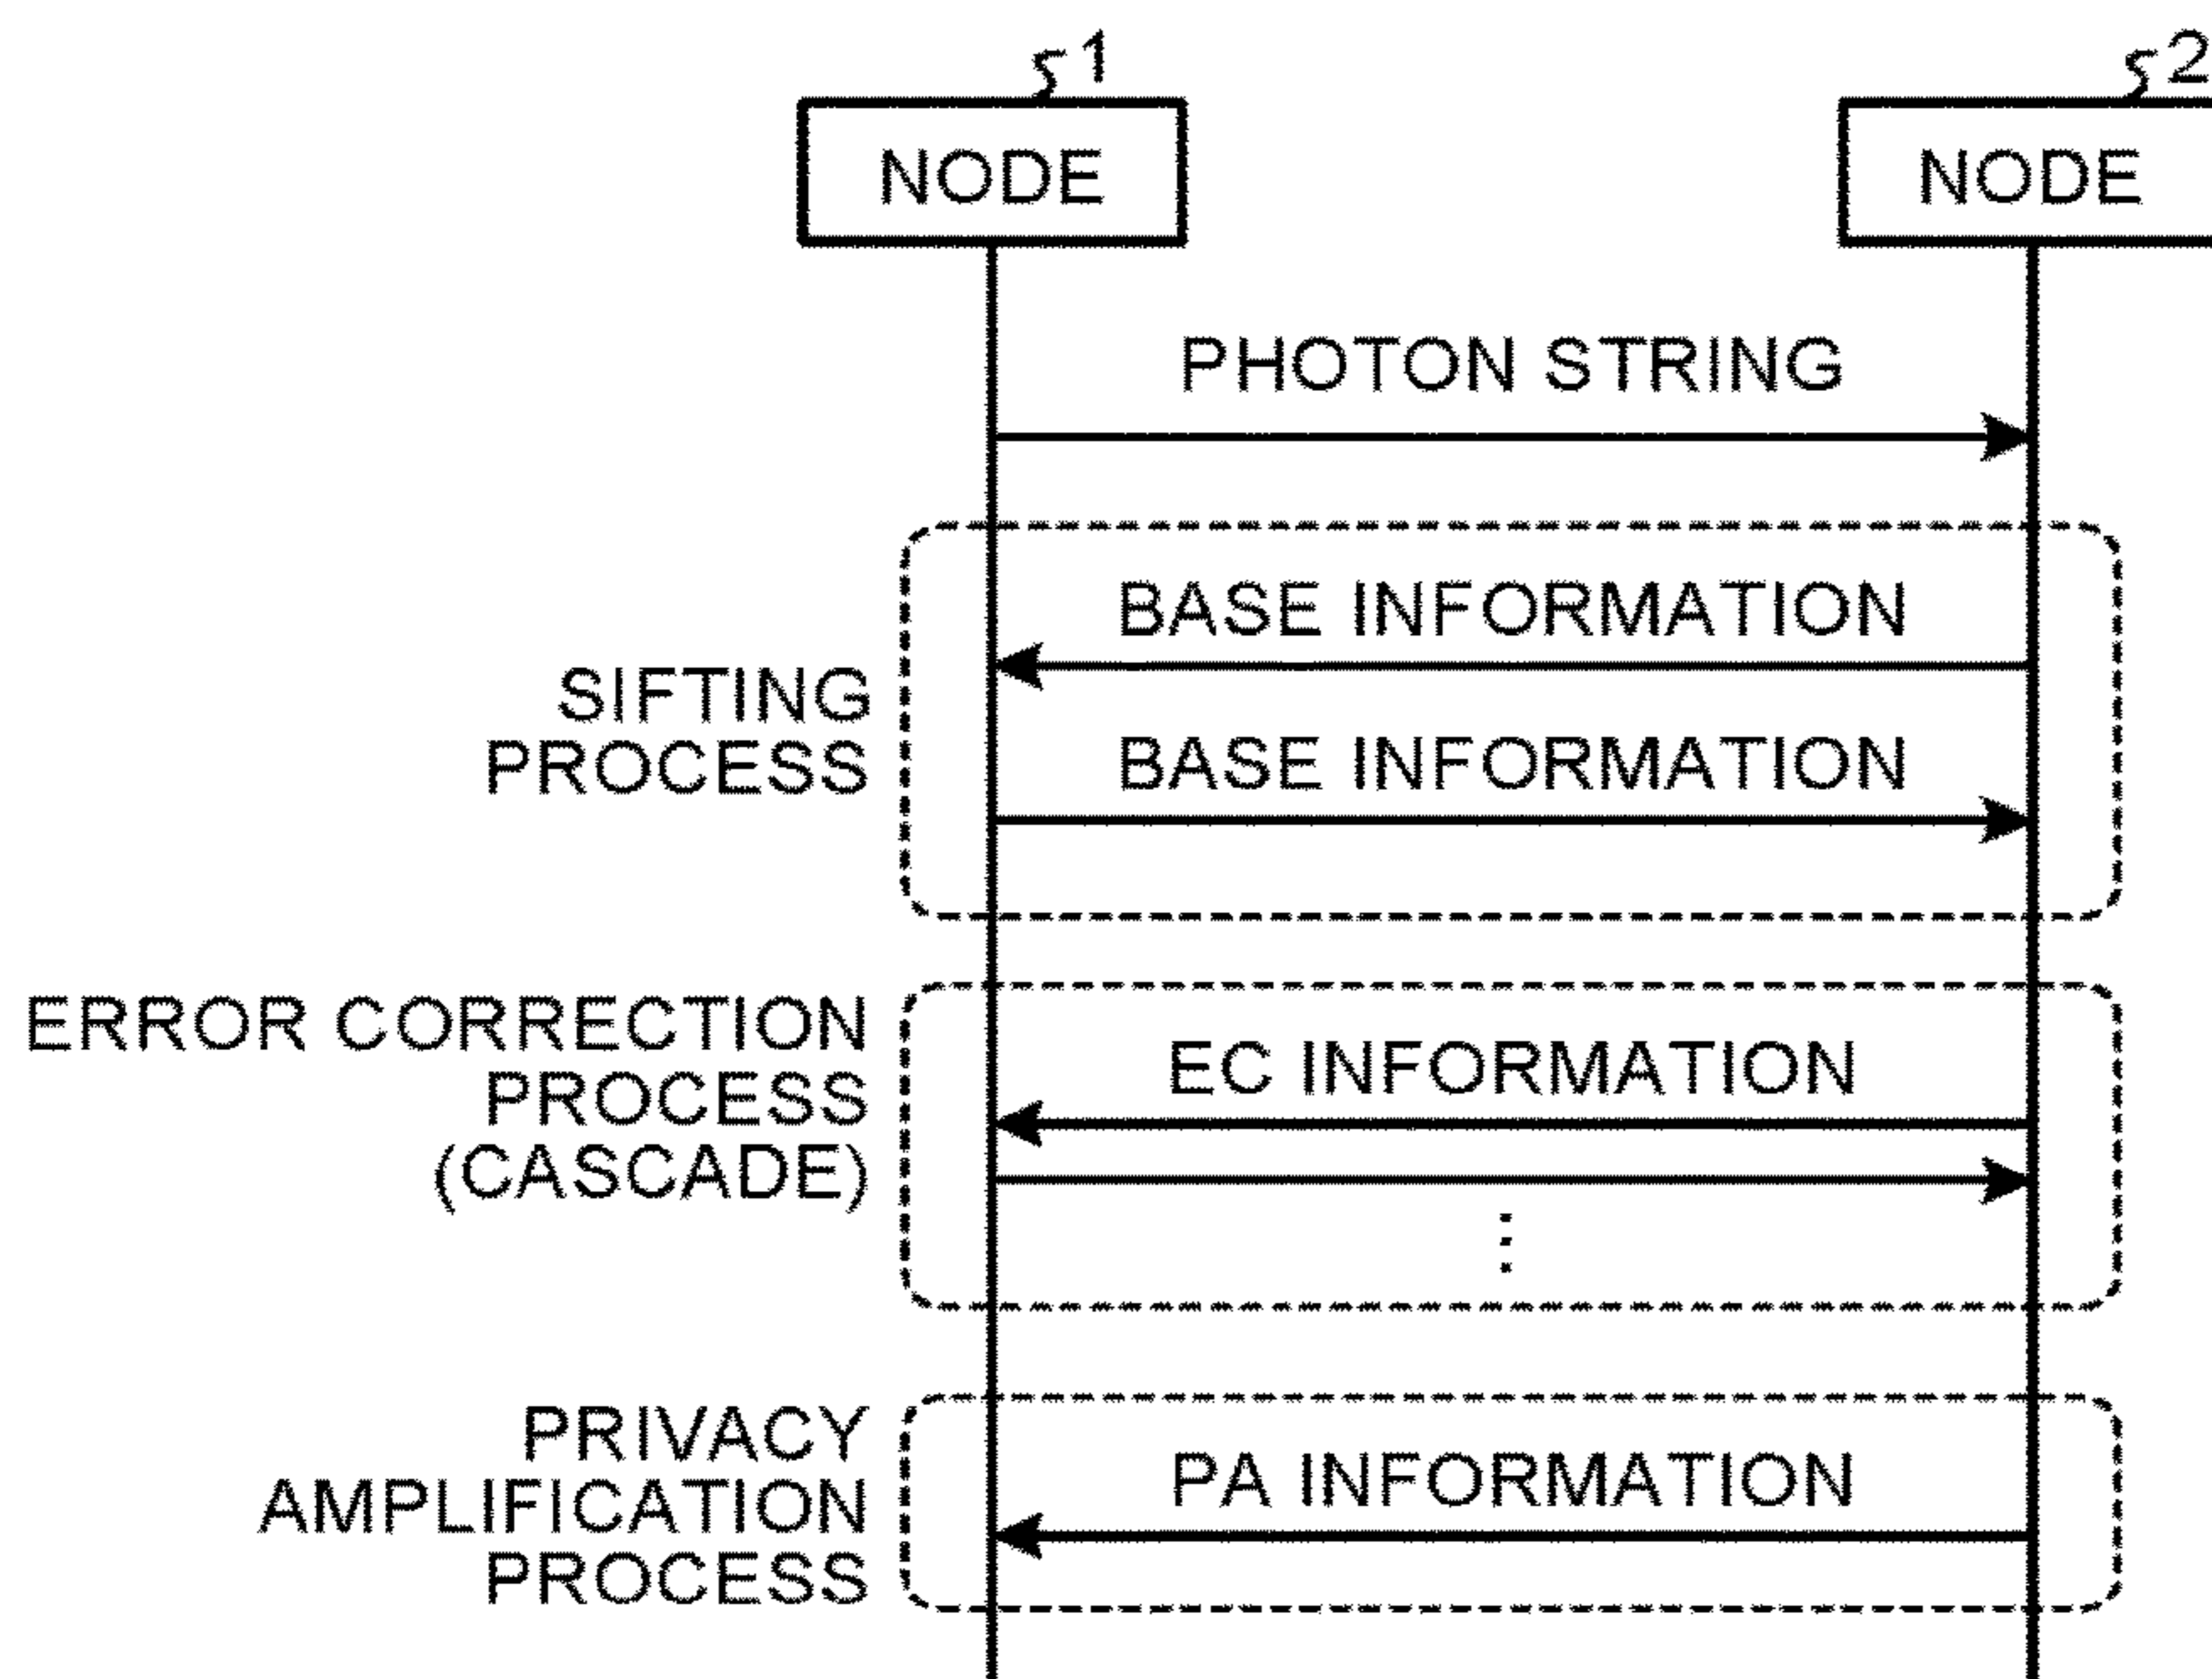 1
2
NODE
NODE
PHOTON STRING
BASE INFORMATION
SIFTING
PROCESS
BASE INFORMATION
ERROR CORRECTION
PROCESS
(CASCADE)
EC INFORMATION
PRIVACY
AMPLIFICATION
PROCESS
PA INFORMATION